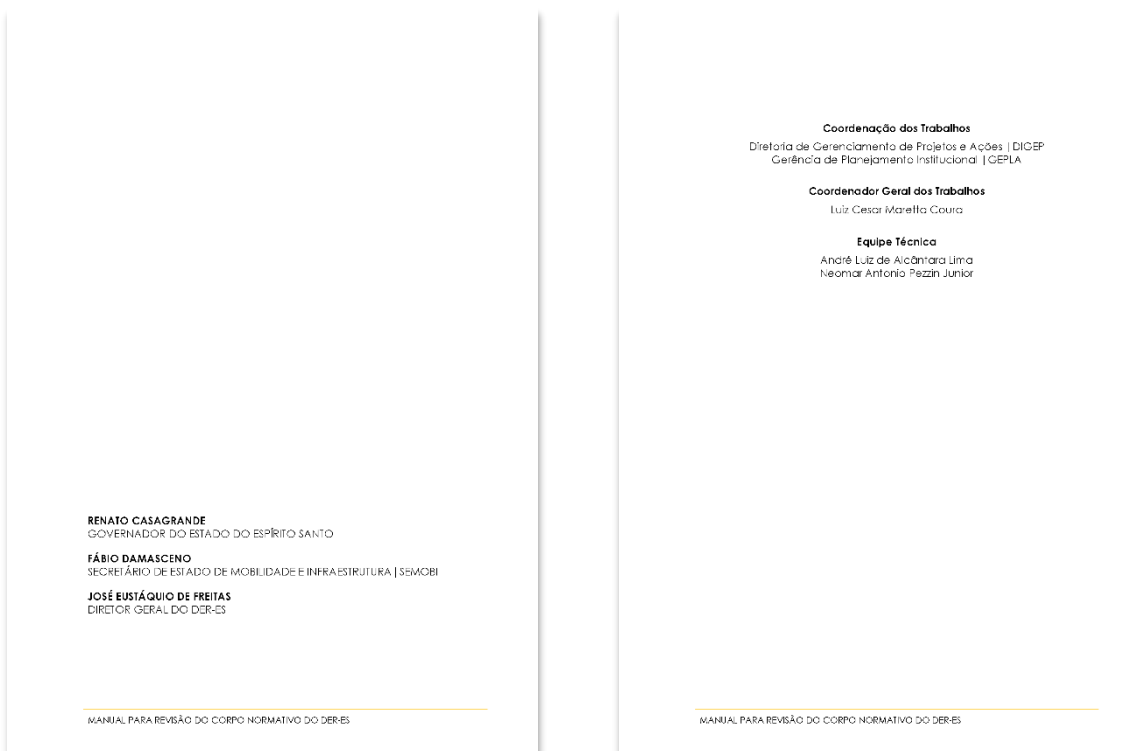 RENATO CASAGRANDE
GOVERNADOR DO ESTADO DO ESPÍRITO SANTO
FÁBIO DAMASCENO
SECRETÁRIO DE ESTADO DE MOBILIDADE E INFRAESTRUTURA | SEMOBI
JOSÉ EUSTÁQUIO DE FREITAS
DIRETOR GERAL DO DER-ES
MANUAL PARA REVISÃO DO CORPO NORMATIVO DO DER-ES
Coordenação dos Trabalhos
Diretoria de Gerenciamento de Projetos e Ações | DIGEP
Gerência de Planejamento Institucional | GEPLA
Coordenador Geral dos Trabalhos
Luiz Cesar Maretta Coura
Equipe Técnica
André Luiz de Alcântara Lima
Neomar Antonio Pezzin Junior
MANUAL PARA REVISÃO DO CORPO NORMATIVO DO DER-ES